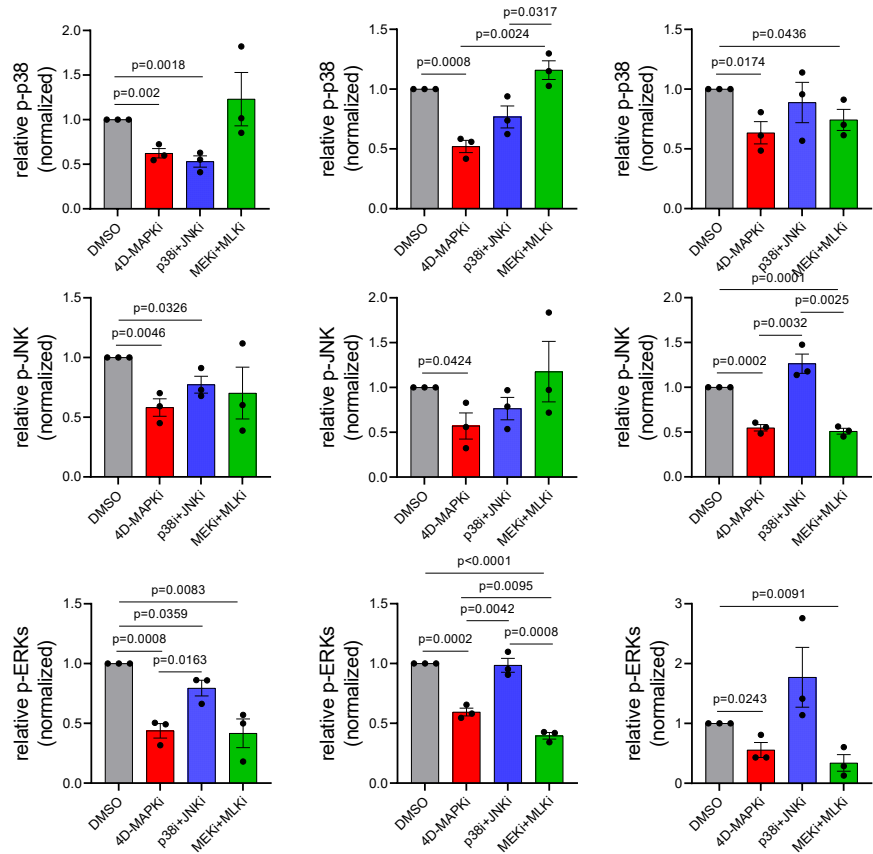 relative p-p38
(normalized)
2.0
1.5
1.0
0.5
0.0
p=0.0018
p=0.002
DMSO
4D-MAPKi
p38i+JNKi
MEKi+MLKi
relative p-p38
(normalized)
1.5
1.0
0.5
0.0
p=0.0317
p=0.0024
p=0.0008
DMSO
4D-MAPKi
p38i+JNKi
MEKi+MLKi
relative p-p38
(normalized)
1.5
1.0
0.5
0.0
p=0.0436
p=0.0174
DMSO
4D-MAPKi
p38i+JNKi
MEKi+MLKi
relative p-JNK
(normalized)
1.5
1.0
0.5
0.0
p=0.0326
p=0.0046
DMSO
4D-MAPKi
p38i+JNKi
MEKi+MLKi
relative p-JNK
(normalized)
2.0
1.5
1.0
0.5
0.0
p=0.0424
DMSO
4D-MAPKi
p38i+JNKi
MEKi+MLKi
relative p-JNK
(normalized)
2.0
1.5
1.0
0.5
0.0
p=0.0001
p=0.0025
p=0.0032
p=0.0002
DMSO
4D-MAPKi
p38i+JNKi
MEKi+MLKi
relative p-ERKs
(normalized)
1.5
1.0
0.5
0.0
p=0.0083
p=0.0359
p=0.0008
p=0.0163
DMSO
4D-MAPKi
p38i+JNKi
MEKi+MLKi
relative p-ERKs
(normalized)
1.5
1.0
0.5
0.0
p<0.0001
p=0.0095
p=0.0042
p=0.0002
p=0.0008
DMSO
4D-MAPKi
p38i+JNKi
MEKi+MLKi
relative p-ERKs
(normalized)
3
2
1
0
p=0.0091
p=0.0243
DMSO
4D-MAPKi
p38i+JNKi
MEKi+MLKi